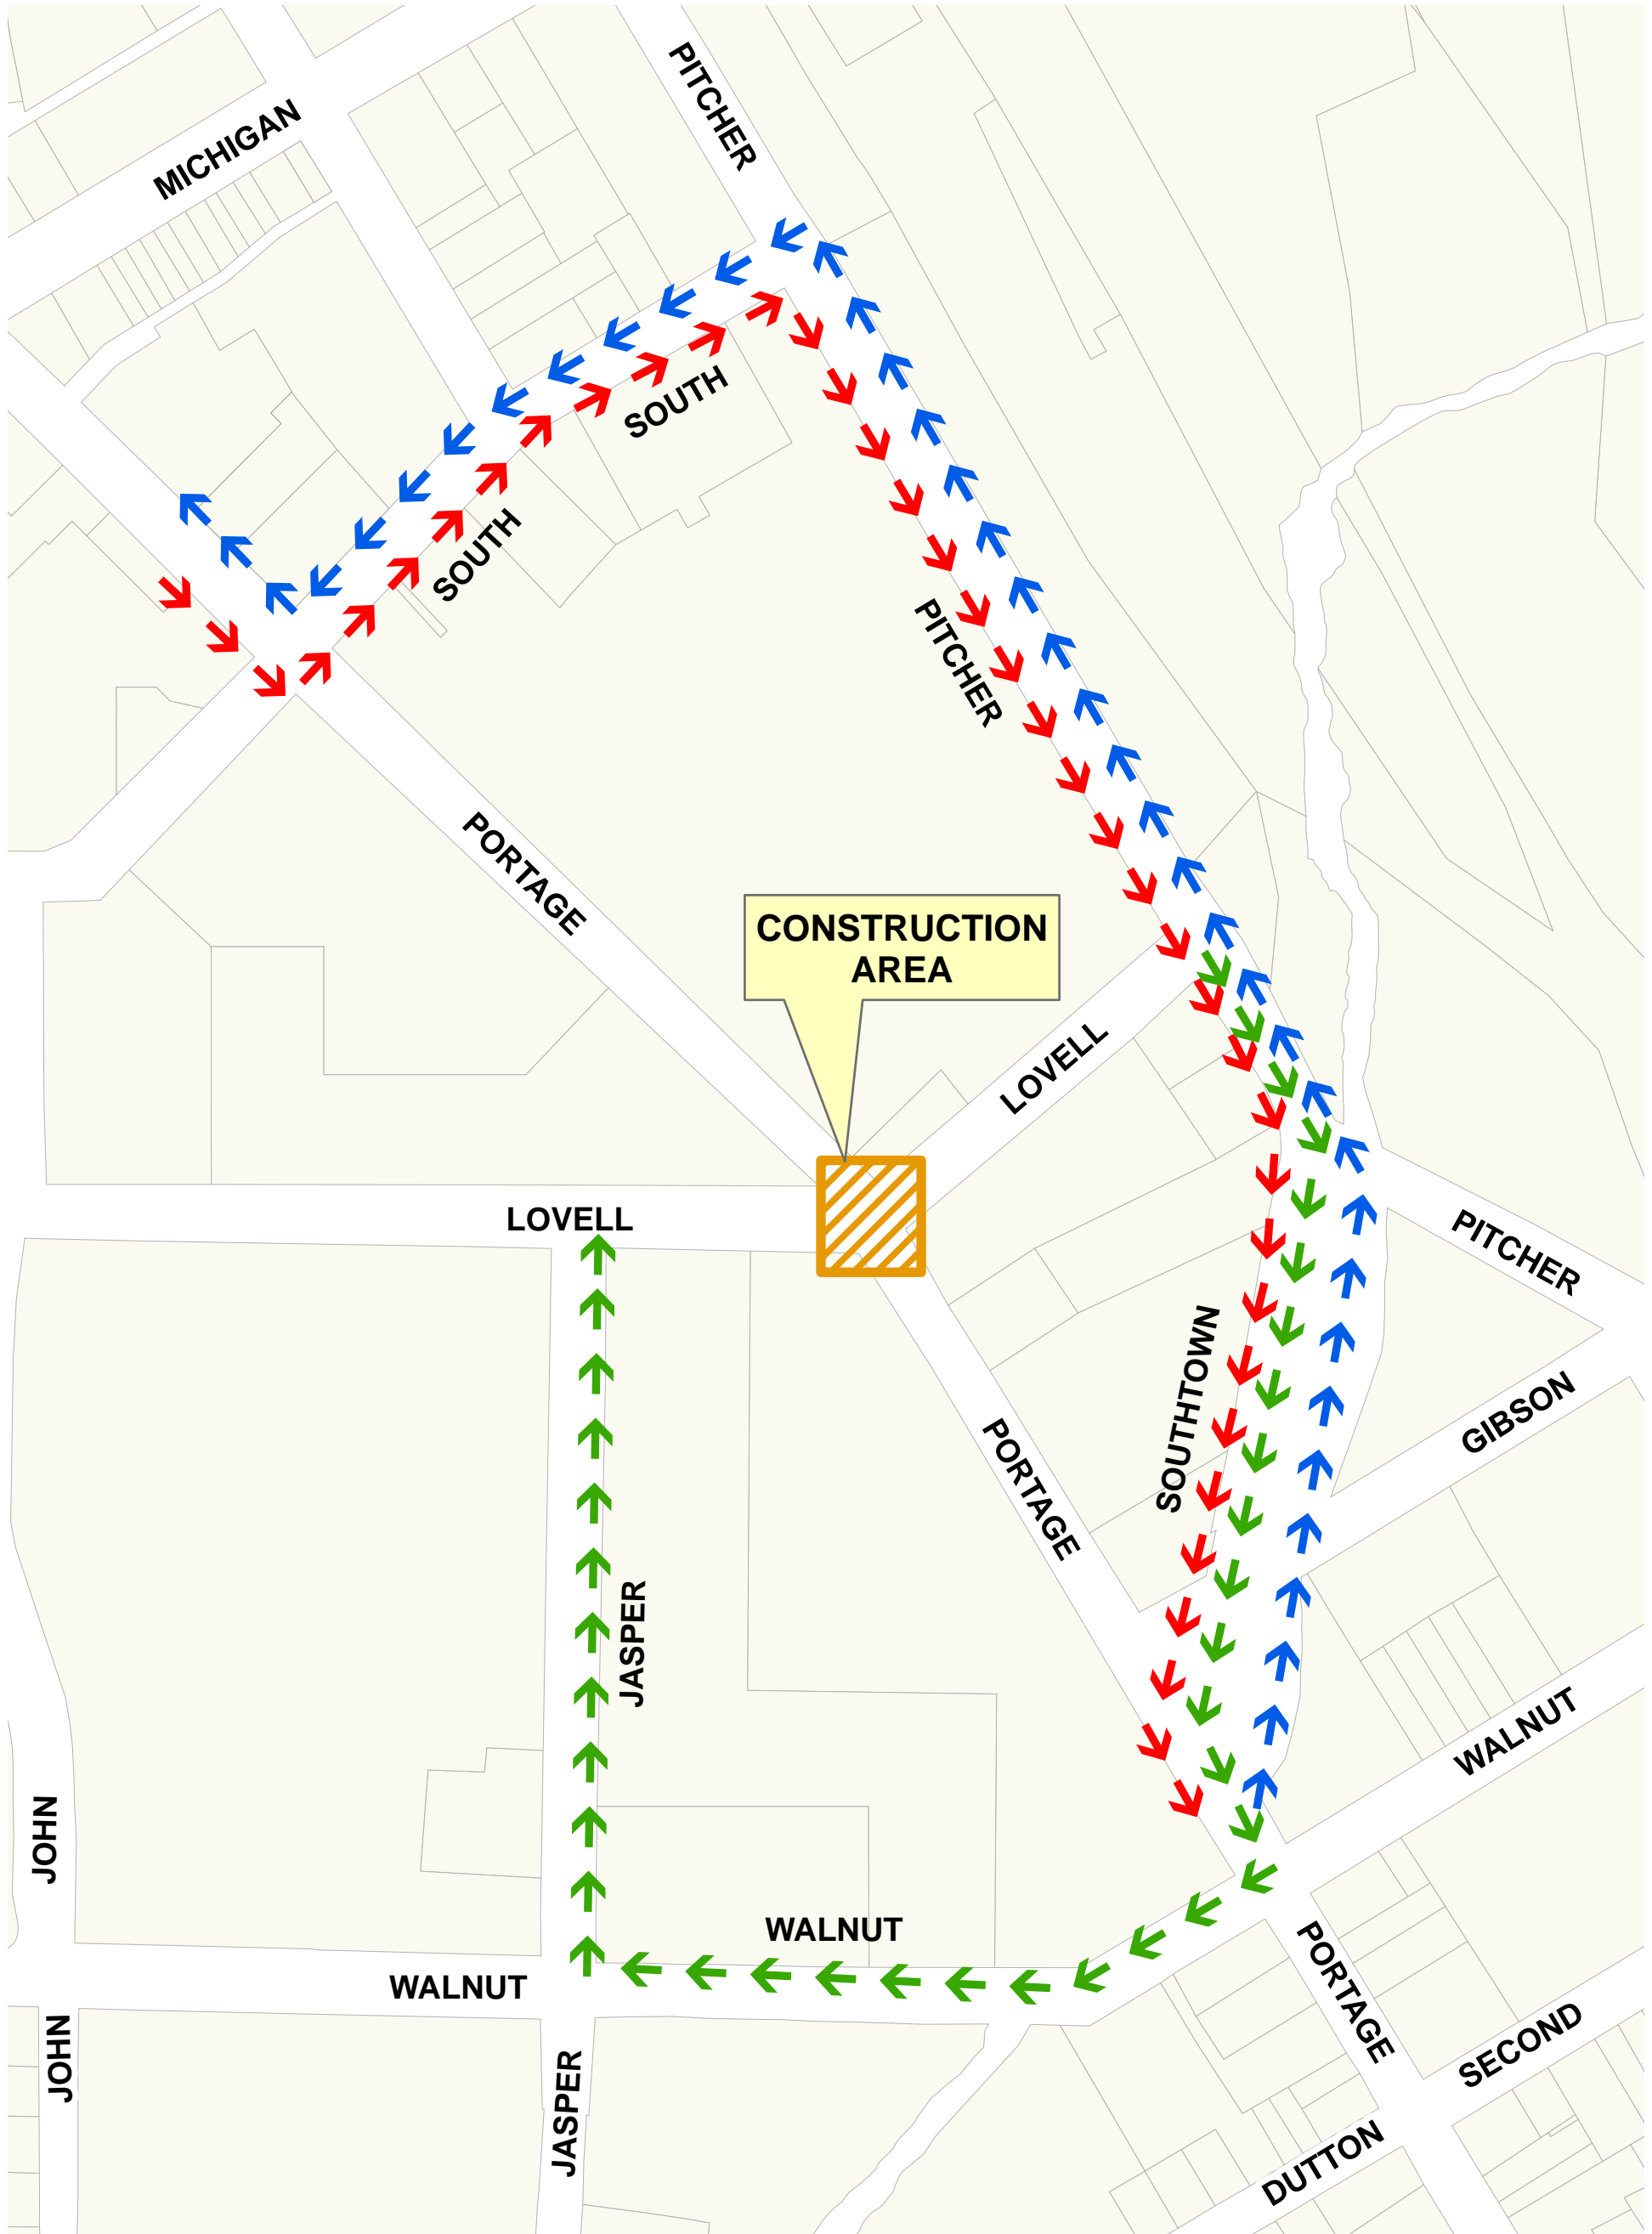 PITCHER
MICHIGAN
SOUTH
SOUTH
PITCHER
PORTAGE
CONSTRUCTION
AREA
LOVELL
LOVELL
PITCHER
SOUTHTOWN
GIBSON
PORTAGE
JASPER
WALNUT
JOHN
WALNUT
WALNUT
PORTAGE
JOHN
SECOND
JASPER
DUTTON